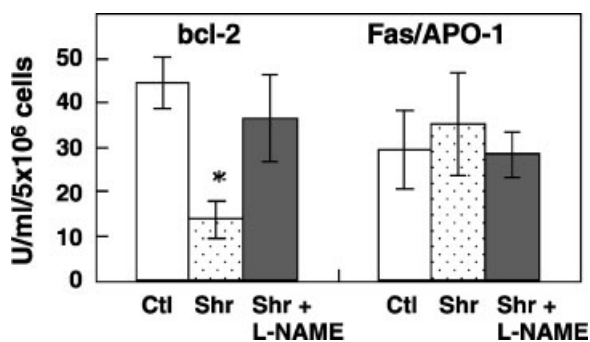 bcl-2 Fas/APO-1
U/ml/5x10⁶ cells
50
40
30
20
10
0
*
Ctl Shr Shr + Ctl Shr Shr +
L-NAME L-NAME